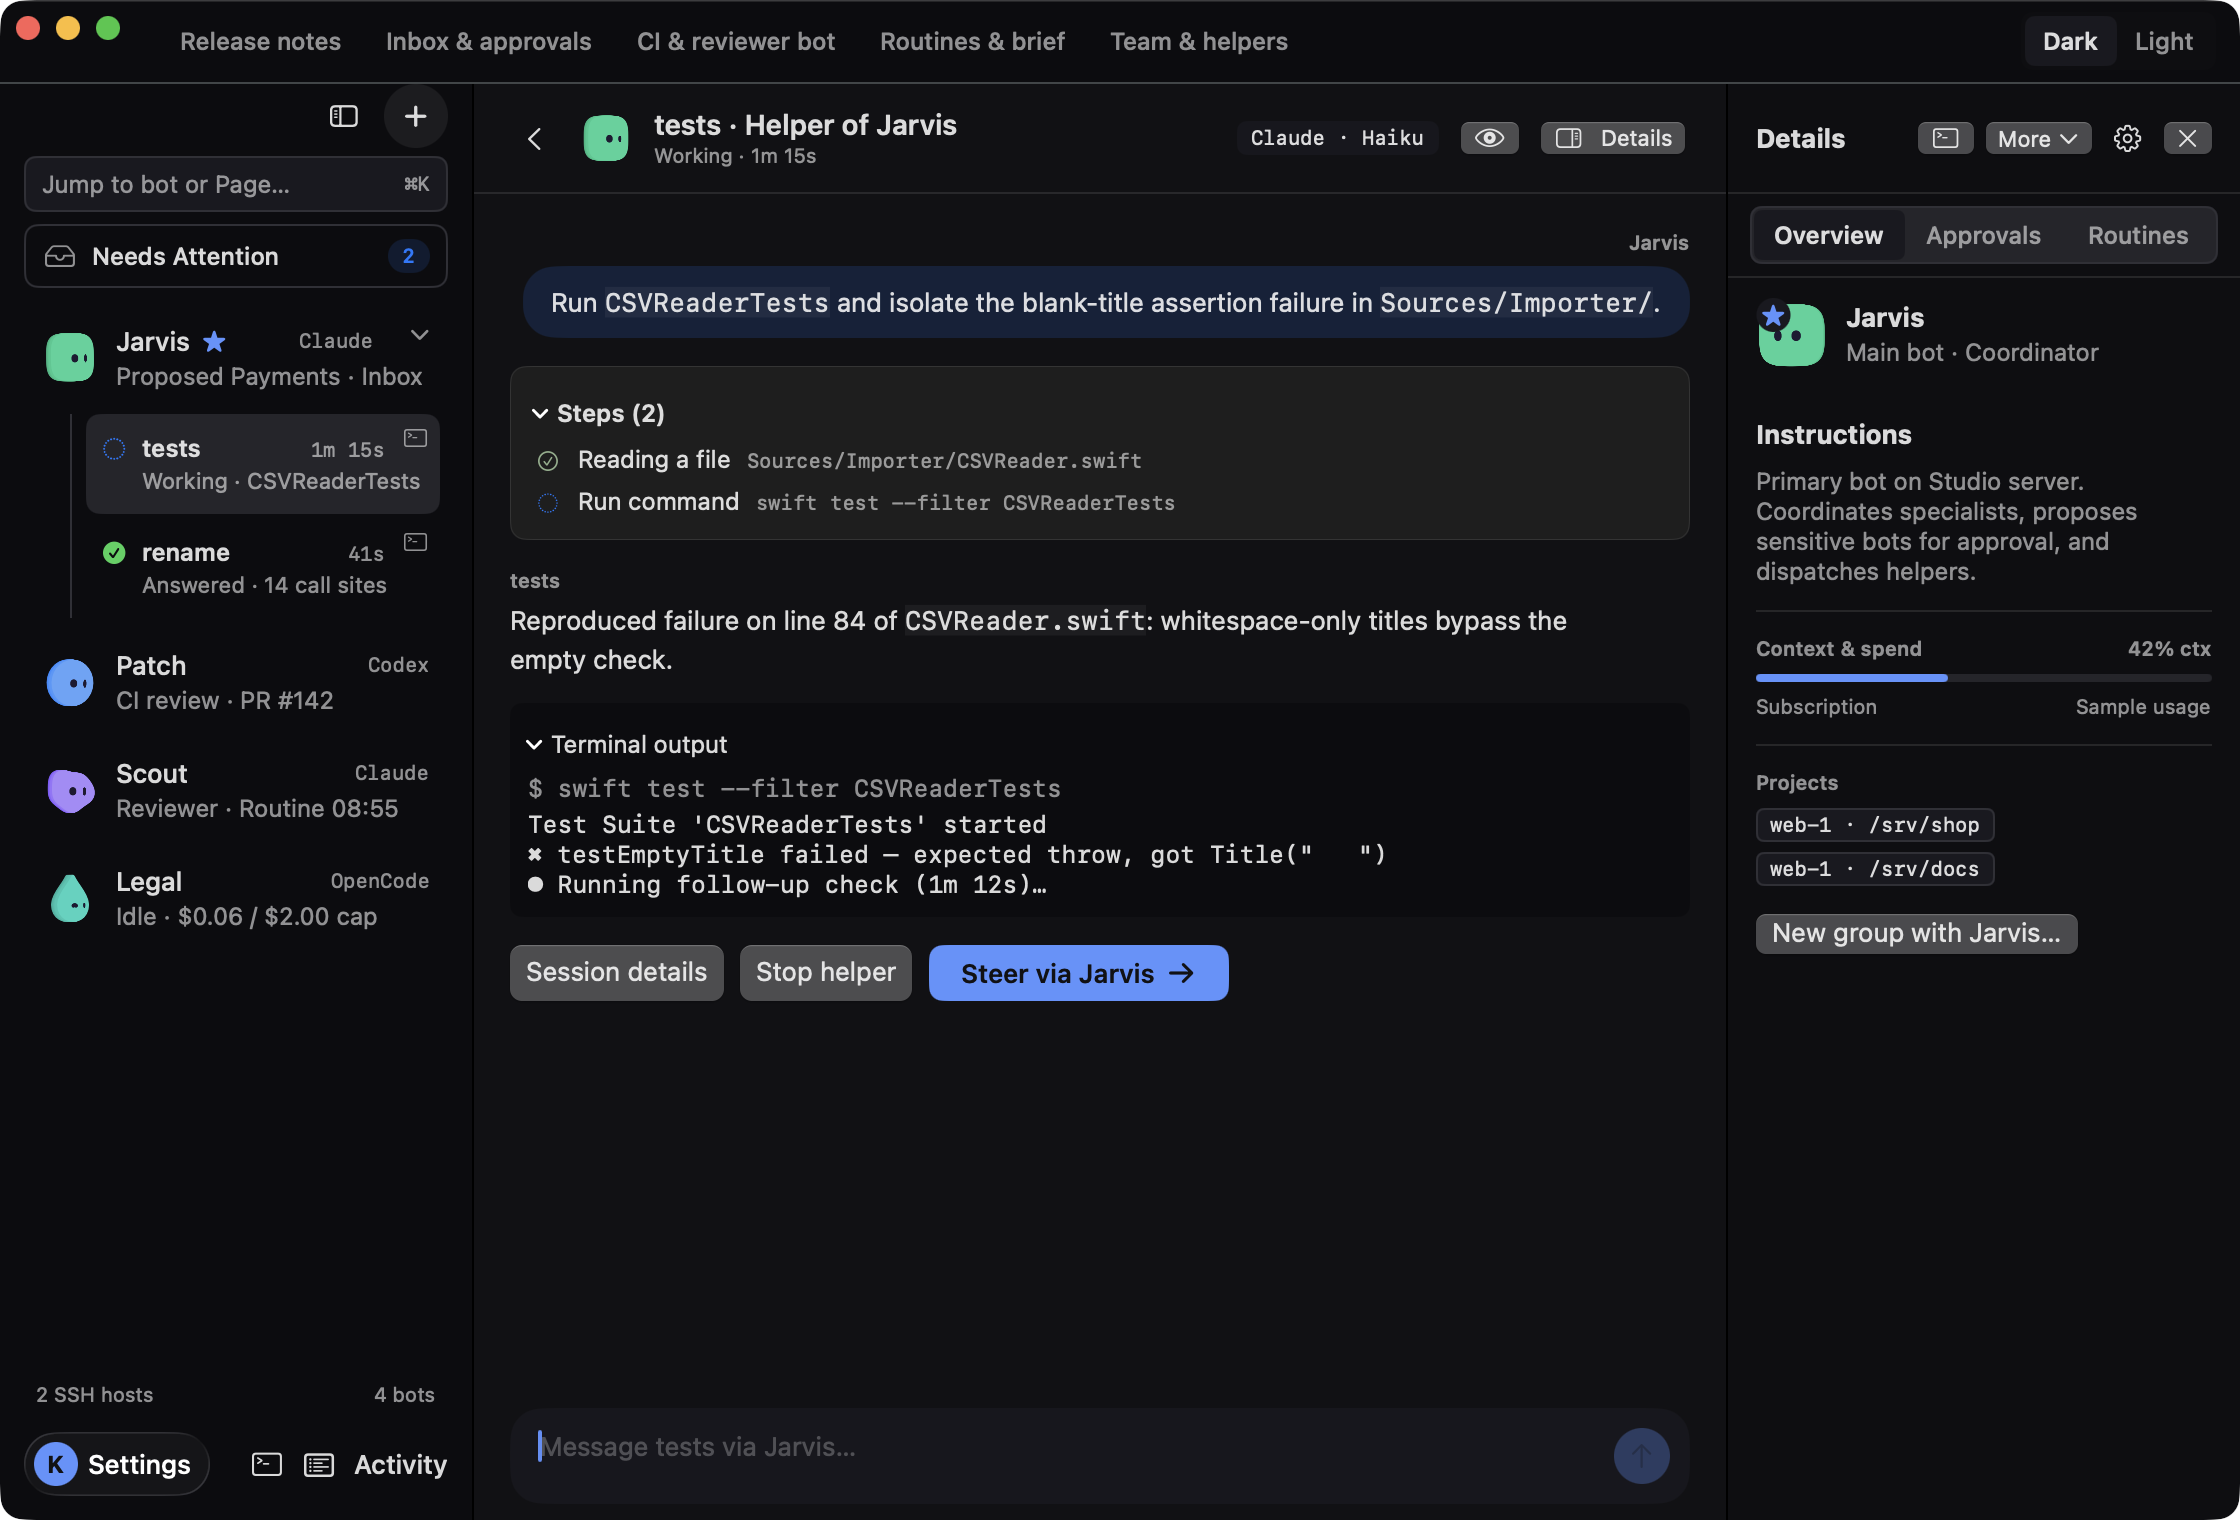 Release notes
Inbox & approvals
CI & reviewer bot
Routines & brief
Team & helpers
Dark
Light
Jump to bot or Page...
⌘K
Needs Attention
2
Jarvis
Claude
Proposed Payments · Inbox
tests
1m 15s
Working · CSVReaderTests
rename
41s
Answered · 14 call sites
Patch
Codex
CI review · PR #142
Scout
Claude
Reviewer · Routine 08:55
Legal
OpenCode
Idle · $0.06 / $2.00 cap
2 SSH hosts
4 bots
K
Settings
Activity
tests · Helper of Jarvis
Working · 1m 15s
Claude · Haiku
Details
Jarvis
Run CSVReaderTests and isolate the blank-title assertion failure in Sources/Importer/.
Steps (2)
Reading a file Sources/Importer/CSVReader.swift
Run command swift test --filter CSVReaderTests
tests
Reproduced failure on line 84 of CSVReader.swift: whitespace-only titles bypass the
empty check.
Terminal output
$ swift test --filter CSVReaderTests
Test Suite 'CSVReaderTests' started
✖ testEmptyTitle failed — expected throw, got Title("   ")
● Running follow-up check (1m 12s)…
Session details
Stop helper
Steer via Jarvis →
Message tests via Jarvis...
Details
More
Overview
Approvals
Routines
Jarvis
Main bot · Coordinator
Instructions
Primary bot on Studio server.
Coordinates specialists, proposes
sensitive bots for approval, and
dispatches helpers.
Context & spend
42% ctx
Subscription
Sample usage
Projects
web-1 · /srv/shop
web-1 · /srv/docs
New group with Jarvis...